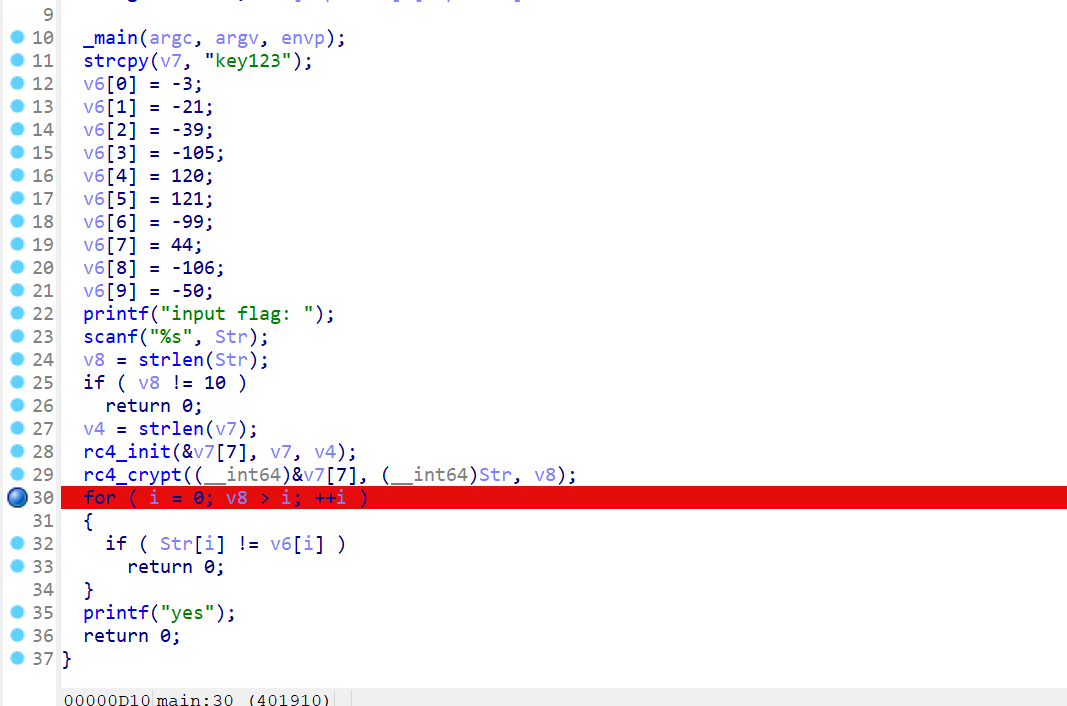 9
10 _main(argc, argv, envp);
11 strcpy(v7, "key123");
12 v6[0] = -3;
13 v6[1] = -21;
14 v6[2] = -39;
15 v6[3] = -105;
16 v6[4] = 120;
17 v6[5] = 121;
18 v6[6] = -99;
19 v6[7] = 44;
20 v6[8] = -106;
21 v6[9] = -50;
22 printf("input flag: ");
23 scanf("%s", Str);
24 v8 = strlen(Str);
25 if ( v8 != 10 )
26 return 0;
27 v4 = strlen(v7);
28 rc4_init(&v7[7], v7, v4);
29 rc4_crypt((__int64)&v7[7], (__int64)Str, v8);
30 for ( i = 0; v8 > i; ++i )
31 {
32 if ( Str[i] != v6[i] )
33 return 0;
34 }
35 printf("yes");
36 return 0;
37 }
00000D10 main:30 (401910)